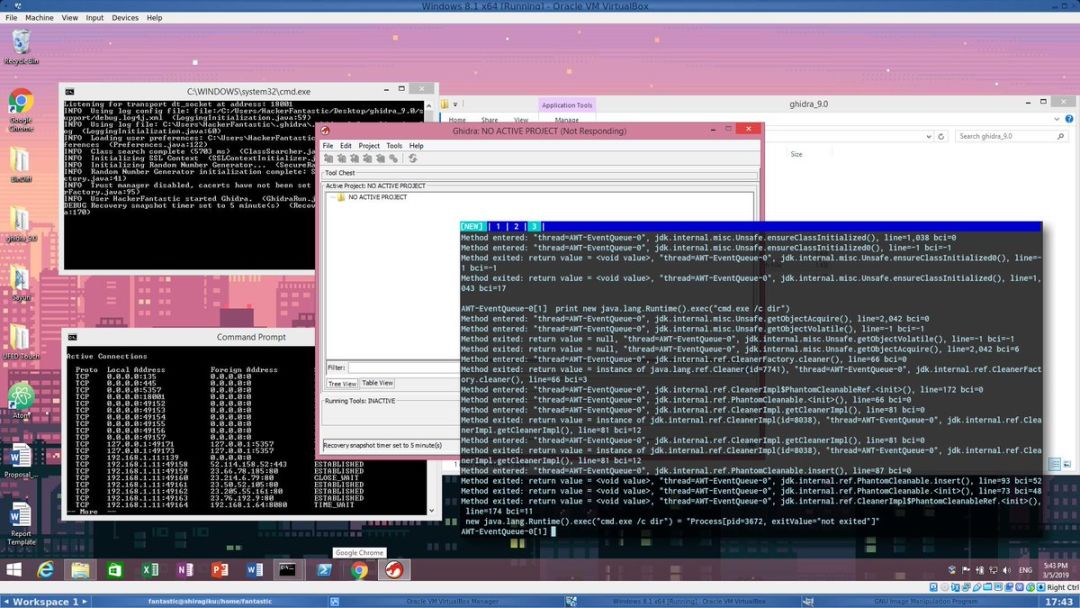 Windows 8.1 x64 [Running] - Oracle VM VirtualBox
File Machine View Input Devices Help
Recycle Bin
Google Chrome
BinDiff
ghidra_9.0
UFED Touch
Atom
Proposal...
Report Template
C:\WINDOWS\system32\cmd.exe
Listening for transport dt_socket at address: 18001
INFO Using log config file: file:/C:/Users/HackerFantastic/Desktop/ghidra_9.0/s
upport/debug.log4j.xml (LoggingInitialization.java:59)
INFO Using log file: C:\Users\HackerFantastic\.ghidra\
g (LoggingInitialization.java:60)
INFO Loading user preferences: C:\Users\HackerFantasti
ferences (Preferences.java:122)
INFO Class search complete (5703 ms) (ClassSearcher.ja
INFO Initializing SSL Context (SSLContextInitializer.j
INFO Initializing Random Number Generator... (SecureRa
INFO Random Number Generator initialization complete: S
ctory.java:41)
INFO Trust manager disabled, cacerts have not been set
rFactory.java:95)
INFO User HackerFantastic started Ghidra. (GhidraRun.j
DEBUG Recovery snapshot timer set to 5 minute(s) (Recov
a:170)
Application Tools
ghidra_9.0
Home Share View Manage
Search ghidra_9.0
Size
Ghidra: NO ACTIVE PROJECT (Not Responding)
File Edit Project Tools Help
Tool Chest
Active Project: NO ACTIVE PROJECT
NO ACTIVE PROJECT
Filter:
Tree View Table View
Running Tools: INACTIVE
Recovery snapshot timer set to 5 minute(s)
Command Prompt
Active Connections
Proto Local Address Foreign Address S
TCP 0.0.0.0:135 0.0.0.0:0
TCP 0.0.0.0:445 0.0.0.0:0
TCP 0.0.0.0:5357 0.0.0.0:0
TCP 0.0.0.0:18001 0.0.0.0:0
TCP 0.0.0.0:49152 0.0.0.0:0
TCP 0.0.0.0:49153 0.0.0.0:0
TCP 0.0.0.0:49154 0.0.0.0:0
TCP 0.0.0.0:49155 0.0.0.0:0
TCP 0.0.0.0:49156 0.0.0.0:0
TCP 0.0.0.0:49157 0.0.0.0:0
TCP 127.0.0.1:49171 127.0.0.1:5357
TCP 127.0.0.1:49173 127.0.0.1:5357
TCP 192.168.1.11:139 0.0.0.0:0
TCP 192.168.1.11:49158 52.114.158.52:443 ESTABLISHED
TCP 192.168.1.11:49159 23.66.78.185:80 ESTABLISHED
TCP 192.168.1.11:49160 23.214.6.79:80 CLOSE_WAIT
TCP 192.168.1.11:49161 23.50.52.185:80 ESTABLISHED
TCP 192.168.1.11:49162 23.205.55.161:80 ESTABLISHED
TCP 192.168.1.11:49163 23.76.192.9:80 ESTABLISHED
TCP 192.168.1.11:49164 192.168.1.64:8080 TIME_WAIT
-- More --
[NEW] | 1 | 2 | 3 |
Method entered: "thread=AWT-EventQueue-0", jdk.internal.misc.Unsafe.ensureClassInitialized(), line=1,038 bci=0
Method entered: "thread=AWT-EventQueue-0", jdk.internal.misc.Unsafe.ensureClassInitialized0(), line=-1 bci=-1
Method exited: return value = <void value>, "thread=AWT-EventQueue-0", jdk.internal.misc.Unsafe.ensureClassInitialized0(), line=-
1 bci=-1
Method exited: return value = <void value>, "thread=AWT-EventQueue-0", jdk.internal.misc.Unsafe.ensureClassInitialized(), line=1,
043 bci=17
AWT-EventQueue-0[1] print new java.lang.Runtime().exec("cmd.exe /c dir")
Method entered: "thread=AWT-EventQueue-0", jdk.internal.misc.Unsafe.getObjectAcquire(), line=2,042 bci=0
Method entered: "thread=AWT-EventQueue-0", jdk.internal.misc.Unsafe.getObjectVolatile(), line=-1 bci=-1
Method exited: return value = null, "thread=AWT-EventQueue-0", jdk.internal.misc.Unsafe.getObjectVolatile(), line=-1 bci=-1
Method exited: return value = null, "thread=AWT-EventQueue-0", jdk.internal.misc.Unsafe.getObjectAcquire(), line=2,042 bci=6
Method entered: "thread=AWT-EventQueue-0", jdk.internal.ref.CleanerFactory.cleaner(), line=66 bci=0
Method exited: return value = instance of java.lang.ref.Cleaner(id=7741), "thread=AWT-EventQueue-0", jdk.internal.ref.CleanerFact
ory.cleaner(), line=66 bci=3
Method entered: "thread=AWT-EventQueue-0", jdk.internal.ref.CleanerImpl$PhantomCleanableRef.<init>(), line=172 bci=0
Method entered: "thread=AWT-EventQueue-0", jdk.internal.ref.PhantomCleanable.<init>(), line=66 bci=0
Method entered: "thread=AWT-EventQueue-0", jdk.internal.ref.CleanerImpl.getCleanerImpl(), line=81 bci=0
Method exited: return value = instance of jdk.internal.ref.CleanerImpl(id=8038), "thread=AWT-EventQueue-0", jdk.internal.ref.Clea
nerImpl.getCleanerImpl(), line=81 bci=12
Method entered: "thread=AWT-EventQueue-0", jdk.internal.ref.CleanerImpl.getCleanerImpl(), line=81 bci=0
Method exited: return value = instance of jdk.internal.ref.CleanerImpl(id=8038), "thread=AWT-EventQueue-0", jdk.internal.ref.Clea
nerImpl.getCleanerImpl(), line=81 bci=12
Method entered: "thread=AWT-EventQueue-0", jdk.internal.ref.PhantomCleanable.insert(), line=87 bci=0
Method exited: return value = <void value>, "thread=AWT-EventQueue-0", jdk.internal.ref.PhantomCleanable.insert(), line=93 bci=52
Method exited: return value = <void value>, "thread=AWT-EventQueue-0", jdk.internal.ref.PhantomCleanable.<init>(), line=73 bci=48
Method exited: return value = <void value>, "thread=AWT-EventQueue-0", jdk.internal.ref.CleanerImpl$PhantomCleanableRef.<init>(),
line=174 bci=11
new java.lang.Runtime().exec("cmd.exe /c dir") = "Process[pid=3672, exitValue="not exited"]"
AWT-EventQueue-0[1]
Google Chrome
ENG
5:43 PM
3/5/2019
Right Ctrl
Workspace 1
fantastic@shiragiku:/home/fantastic
Oracle VM VirtualBox Manager
Windows 8.1 x64 [Running] - Oracle VM VirtualBox
GNU Image Manipulation Program
17:43